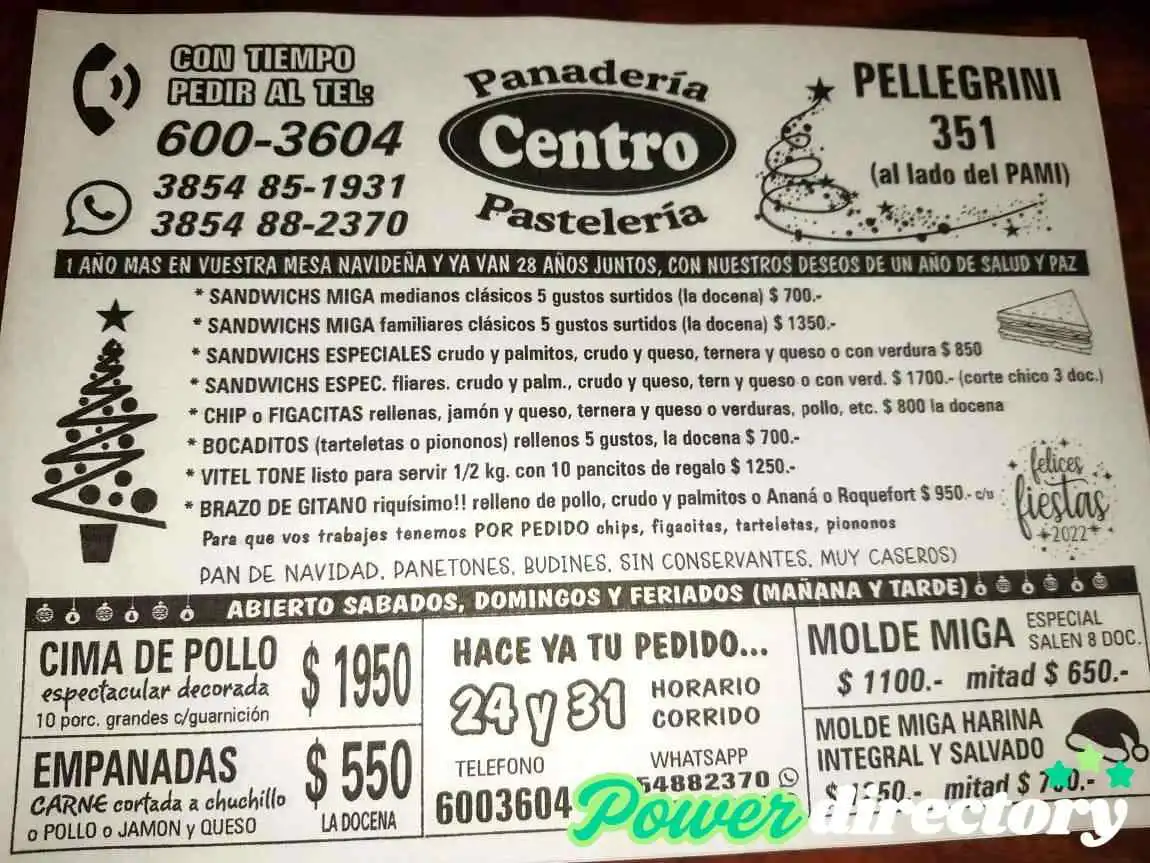 CON TIEMPO
PEDIR AL TEL:
600-3604
3854 85-1931
3854 88-2370
Panadería
Centro
Pastelería
PELLEGRINI
351
(al lado del PAMI)
1 AÑO MAS EN VUESTRA MESA NAVIDEÑA Y YA VAN 28 AÑOS JUNTOS, CON NUESTROS DESEOS DE UN AÑO DE SALUD Y PAZ
* SANDWICHS MIGA medianos clásicos 5 gustos surtidos (la docena) $ 700.-
* SANDWICHS MIGA familiares clásicos 5 gustos surtidos (la docena) $ 1350.-
* SANDWICHS ESPECIALES crudo y palmitos, crudo y queso, ternera y queso o con verdura $ 850
* SANDWICHS ESPEC. fliares. crudo y palm., crudo y queso, tern y queso o con verd. $ 1700.- (corte chico 3 doc.)
* CHIP o FIGACITAS rellenas, jamón y queso, ternera y queso o verduras, pollo, etc. $ 800 la docena
* BOCADITOS (tarteletas o piononos) rellenos 5 gustos, la docena $ 700.-
* VITEL TONE listo para servir 1/2 kg. con 10 pancitos de regalo $ 1250.-
* BRAZO DE GITANO riquísimo!! relleno de pollo, crudo y palmitos o Ananá o Roquefort $ 950.- c/u
Para que vos trabajes tenemos POR PEDIDO chips, figacitas, tarteletas, piononos
PAN DE NAVIDAD, PANETONES, BUDINES, SIN CONSERVANTES, MUY CASEROS)
felices
fiestas
2022
ABIERTO SABADOS, DOMINGOS Y FERIADOS (MAÑANA Y TARDE)
CIMA DE POLLO
espectacular decorada
10 porc. grandes c/guarnición
$ 1950
EMPANADAS
CARNE cortada a chuchillo
o POLLO o JAMON y QUESO
$ 550
LA DOCENA
HACE YA TU PEDIDO...
24 y 31
HORARIO
CORRIDO
TELEFONO
6003604
WHATSAPP
54882370
MOLDE MIGA
ESPECIAL
SALEN 8 DOC.
$ 1100.- mitad $ 650.-
MOLDE MIGA HARINA
INTEGRAL Y SALVADO
mitad $
Power directory